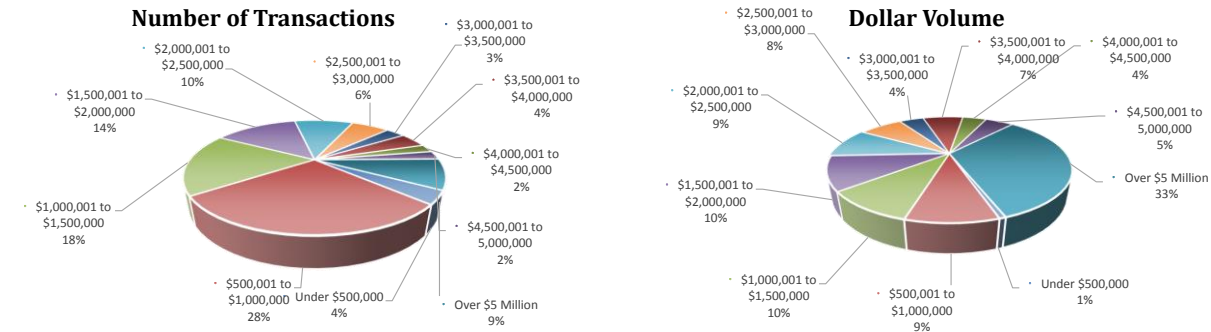 Number of Transactions
$2,000,001 to
$2,500,000
10%
$2,500,001 to
$3,000,000
6%
$3,000,001 to
$3,500,000
3%
$3,500,001 to
$4,000,000
4%
$1,500,001 to
$2,000,000
14%
$4,000,001 to
$4,500,000
2%
$1,000,001 to
$1,500,000
18%
$4,500,001 to
5,000,000
2%
$500,001 to
$1,000,000
28%
Under $500,000
4%
Over $5 Million
9%
Dollar Volume
$2,500,001 to
$3,000,000
8%
$3,000,001 to
$3,500,000
4%
$3,500,001 to
$4,000,000
7%
$4,000,001 to
$4,500,000
4%
$2,000,001 to
$2,500,000
9%
$4,500,001 to
5,000,000
5%
$1,500,001 to
$2,000,000
10%
Over $5 Million
33%
$1,000,001 to
$1,500,000
10%
$500,001 to
$1,000,000
9%
Under $500,000
1%